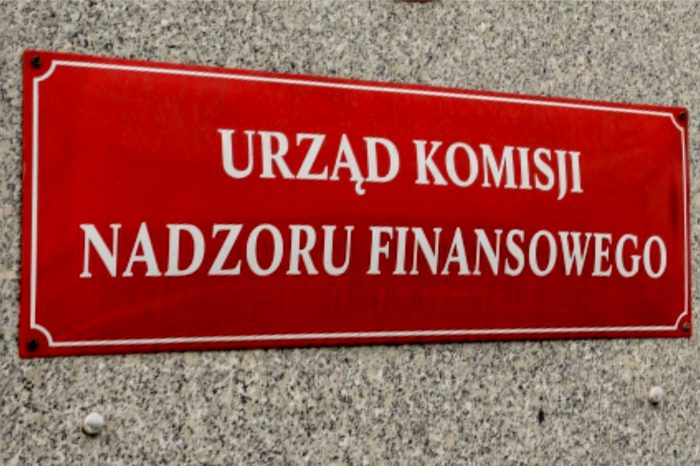 URZĄD KOMISJI
NADZORU FINANSOWEGO